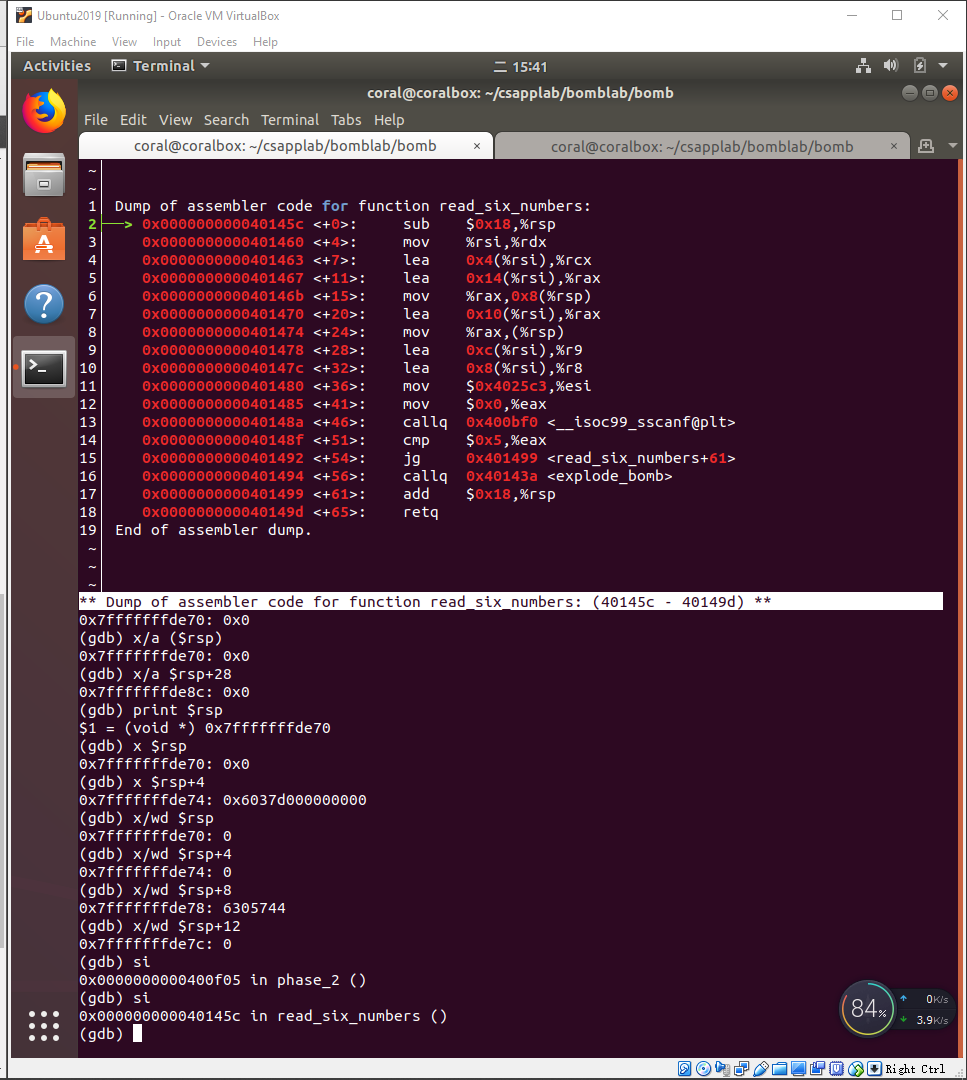 Ubuntu2019 [Running] - Oracle VM VirtualBox
File Machine View Input Devices Help
Activities Terminal 二 15:41
coral@coralbox: ~/csapplab/bomblab/bomb
File Edit View Search Terminal Tabs Help
coral@coralbox: ~/csapplab/bomblab/bomb × coral@coralbox: ~/csapplab/bomblab/bomb ×
~
~
1 Dump of assembler code for function read_six_numbers:
2 ──> 0x000000000040145c <+0>: sub $0x18,%rsp
3 0x0000000000401460 <+4>: mov %rsi,%rdx
4 0x0000000000401463 <+7>: lea 0x4(%rsi),%rcx
5 0x0000000000401467 <+11>: lea 0x14(%rsi),%rax
6 0x000000000040146b <+15>: mov %rax,0x8(%rsp)
7 0x0000000000401470 <+20>: lea 0x10(%rsi),%rax
8 0x0000000000401474 <+24>: mov %rax,(%rsp)
9 0x0000000000401478 <+28>: lea 0xc(%rsi),%r9
10 0x000000000040147c <+32>: lea 0x8(%rsi),%r8
11 0x0000000000401480 <+36>: mov $0x4025c3,%esi
12 0x0000000000401485 <+41>: mov $0x0,%eax
13 0x000000000040148a <+46>: callq 0x400bf0 <__isoc99_sscanf@plt>
14 0x000000000040148f <+51>: cmp $0x5,%eax
15 0x0000000000401492 <+54>: jg 0x401499 <read_six_numbers+61>
16 0x0000000000401494 <+56>: callq 0x40143a <explode_bomb>
17 0x0000000000401499 <+61>: add $0x18,%rsp
18 0x000000000040149d <+65>: retq
19 End of assembler dump.
~
~
~
** Dump of assembler code for function read_six_numbers: (40145c - 40149d) **
0x7fffffffde70: 0x0
(gdb) x/a ($rsp)
0x7fffffffde70: 0x0
(gdb) x/a $rsp+28
0x7fffffffde8c: 0x0
(gdb) print $rsp
$1 = (void *) 0x7fffffffde70
(gdb) x $rsp
0x7fffffffde70: 0x0
(gdb) x $rsp+4
0x7fffffffde74: 0x6037d000000000
(gdb) x/wd $rsp
0x7fffffffde70: 0
(gdb) x/wd $rsp+4
0x7fffffffde74: 0
(gdb) x/wd $rsp+8
0x7fffffffde78: 6305744
(gdb) x/wd $rsp+12
0x7fffffffde7c: 0
(gdb) si
0x0000000000400f05 in phase_2 ()
(gdb) si
0x000000000040145c in read_six_numbers ()
(gdb)
84% 0K/s
3.9K/s
Right Ctrl